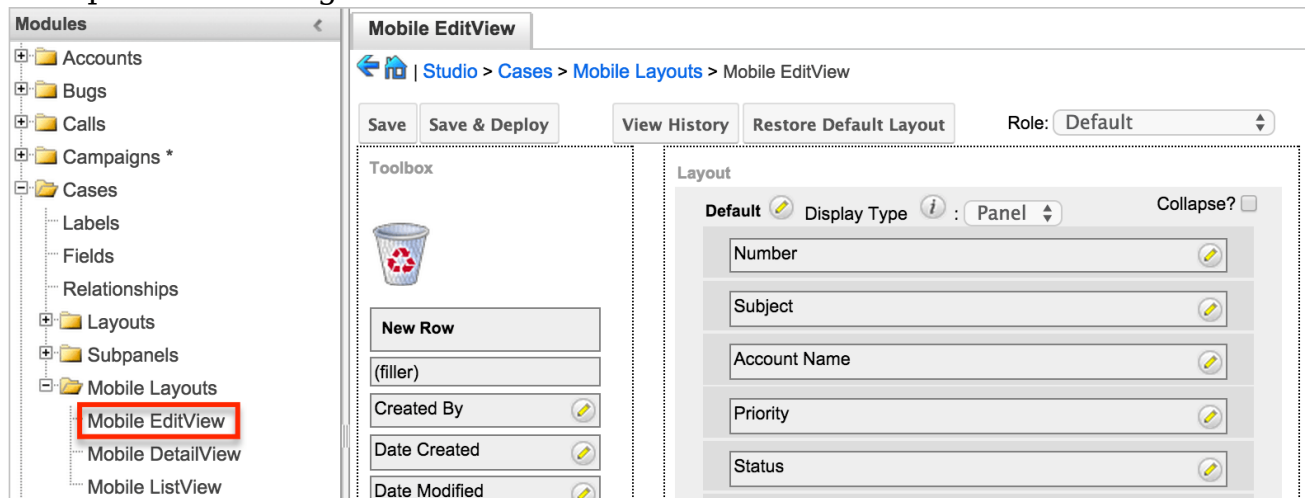 Modules
Accounts
Bugs
Calls
Campaigns *
Cases
Labels
Fields
Relationships
Layouts
Subpanels
Mobile Layouts
Mobile EditView
Mobile DetailView
Mobile ListView
Mobile EditView
| Studio > Cases > Mobile Layouts > Mobile EditView
Save Save & Deploy View History Restore Default Layout Role: Default
Toolbox
New Row
(filler)
Created By
Date Created
Date Modified
Layout
Default Display Type i : Panel Collapse?
Number
Subject
Account Name
Priority
Status